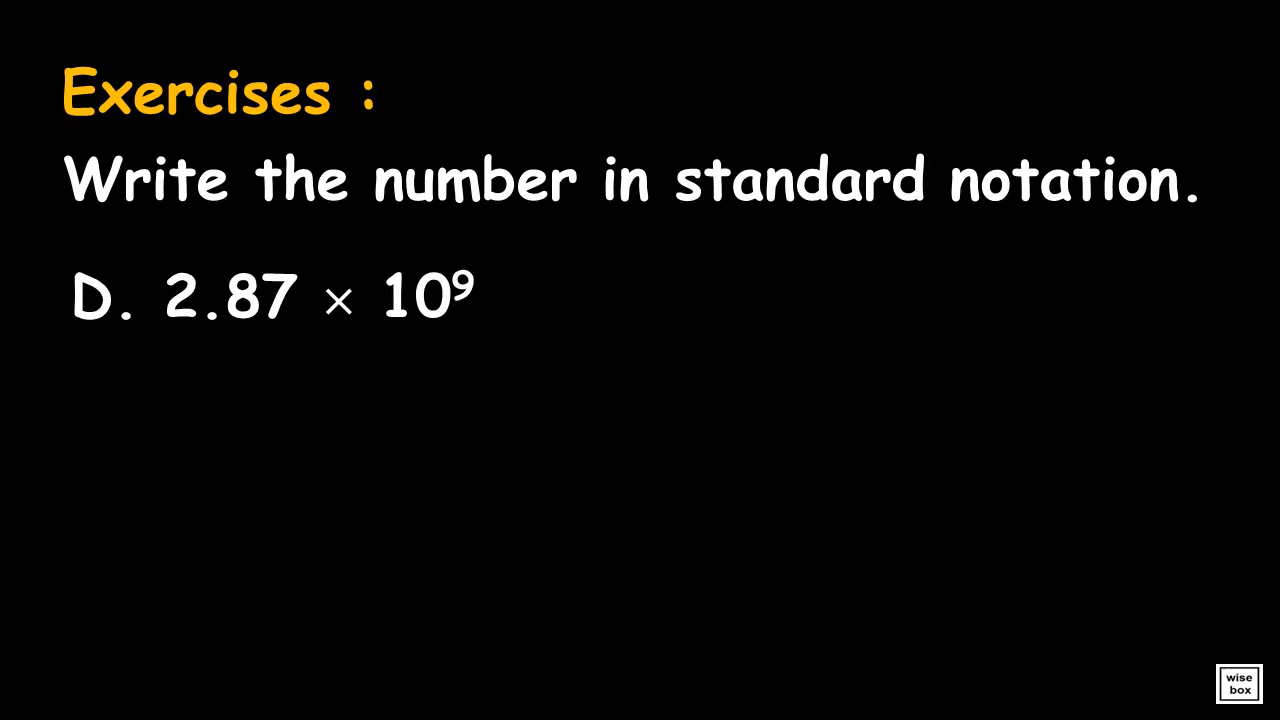 Exercises :
Write the number in standard notation.
D. 2.87 × 10⁹
wise
box